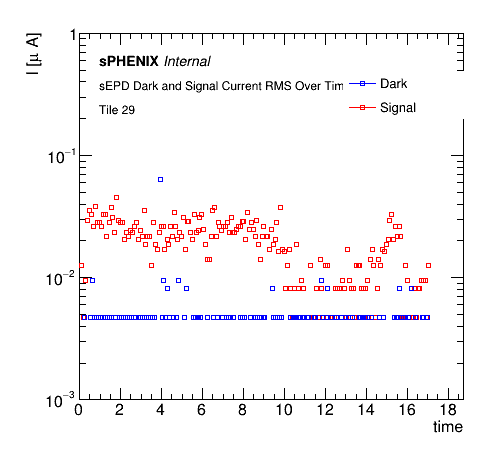 I [μ A]
1
sPHENIX Internal
sEPD Dark and Signal Current RMS Over Tim
Dark
Tile 29
Signal
10⁻¹
10⁻²
10⁻³
0 2 4 6 8 10 12 14 16 18
time